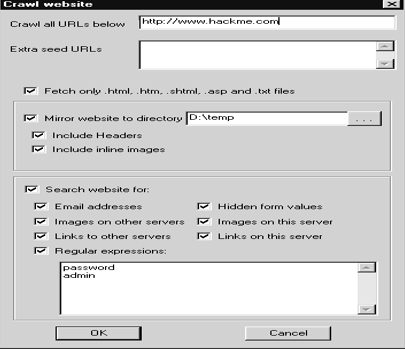 Crawl website
Crawl all URLs below http://www.hackme.com
Extra seed URLs
Fetch only .html, .htm, .shtml, .asp and .txt files
Mirror website to directory D:\temp ...
Include Headers
Include inline images
Search website for:
Email addresses Hidden form values
Images on other servers Images on this server
Links to other servers Links on this server
Regular expressions:
password
admin
OK Cancel